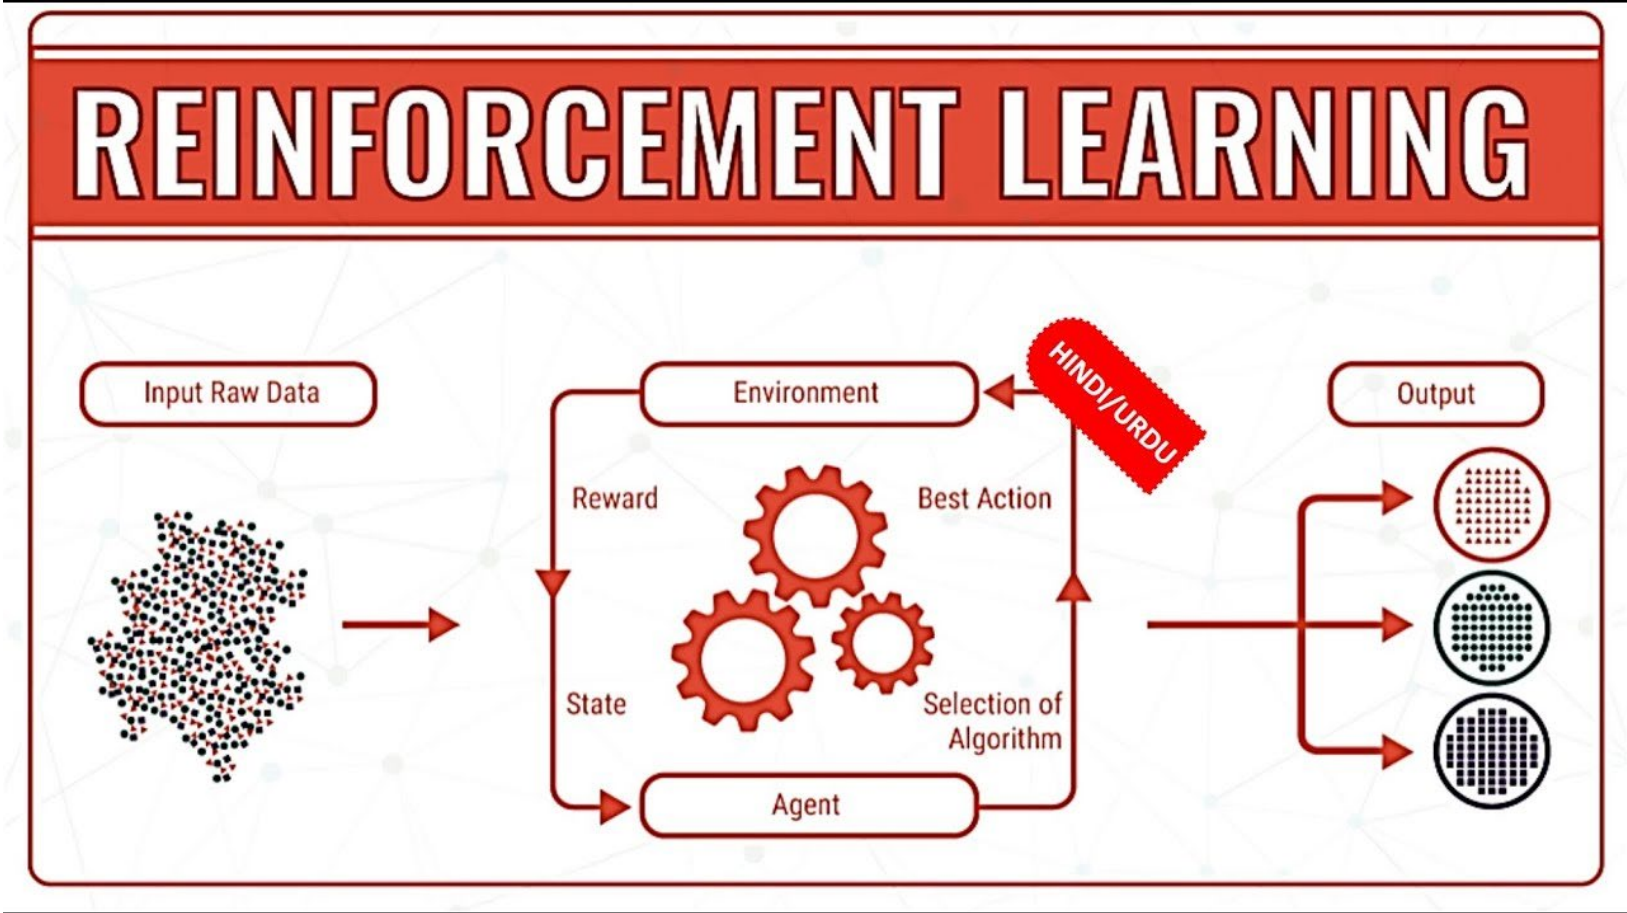 REINFORCEMENT LEARNING
Input Raw Data
Environment
HINDI/URDU
Output
Reward
Best Action
State
Selection of
Algorithm
Agent